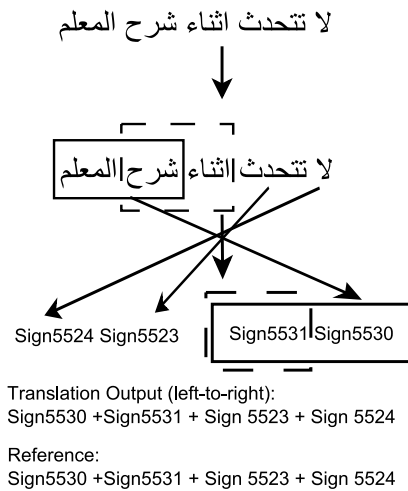 لا تتحدث اثناء شرح المعلم
لا تتحدث اثناء شرح المعلم
Sign5524 Sign5523 Sign5531 Sign5530
Translation Output (left-to-right):
Sign5530 +Sign5531 + Sign 5523 + Sign 5524
Reference:
Sign5530 +Sign5531 + Sign 5523 + Sign 5524